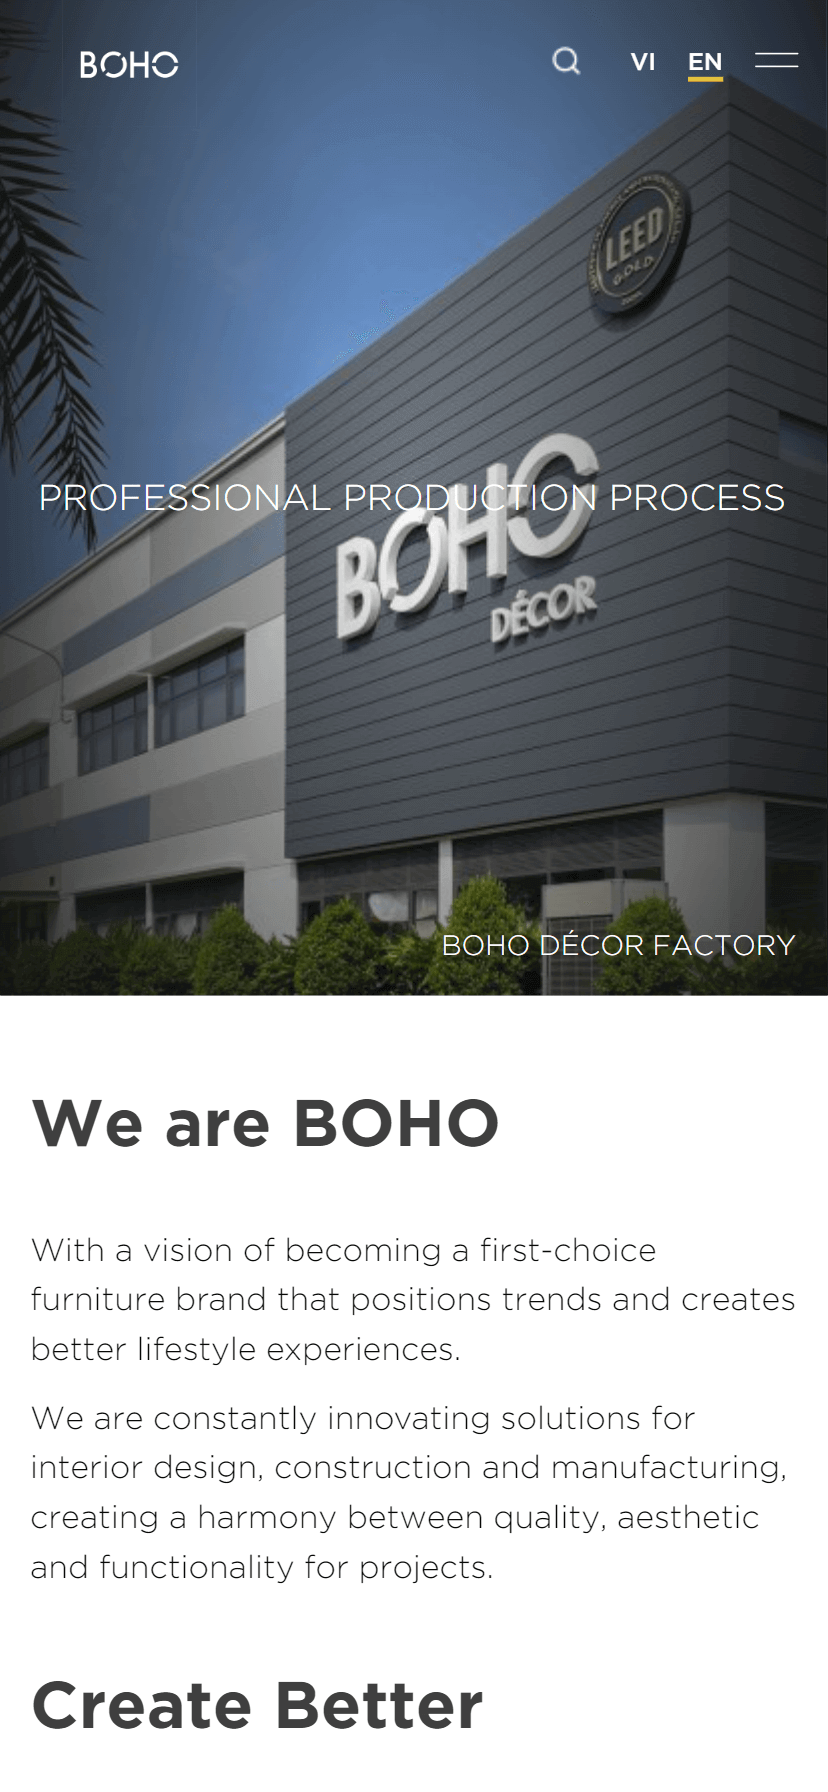 BOHO
VI
EN
LEED
GOLD
PROFESSIONAL PRODUCTION PROCESS
BOHO
DÉCOR
BOHO DÉCOR FACTORY
We are BOHO
With a vision of becoming a first-choice
furniture brand that positions trends and creates
better lifestyle experiences.
We are constantly innovating solutions for
interior design, construction and manufacturing,
creating a harmony between quality, aesthetic
and functionality for projects.
Create Better